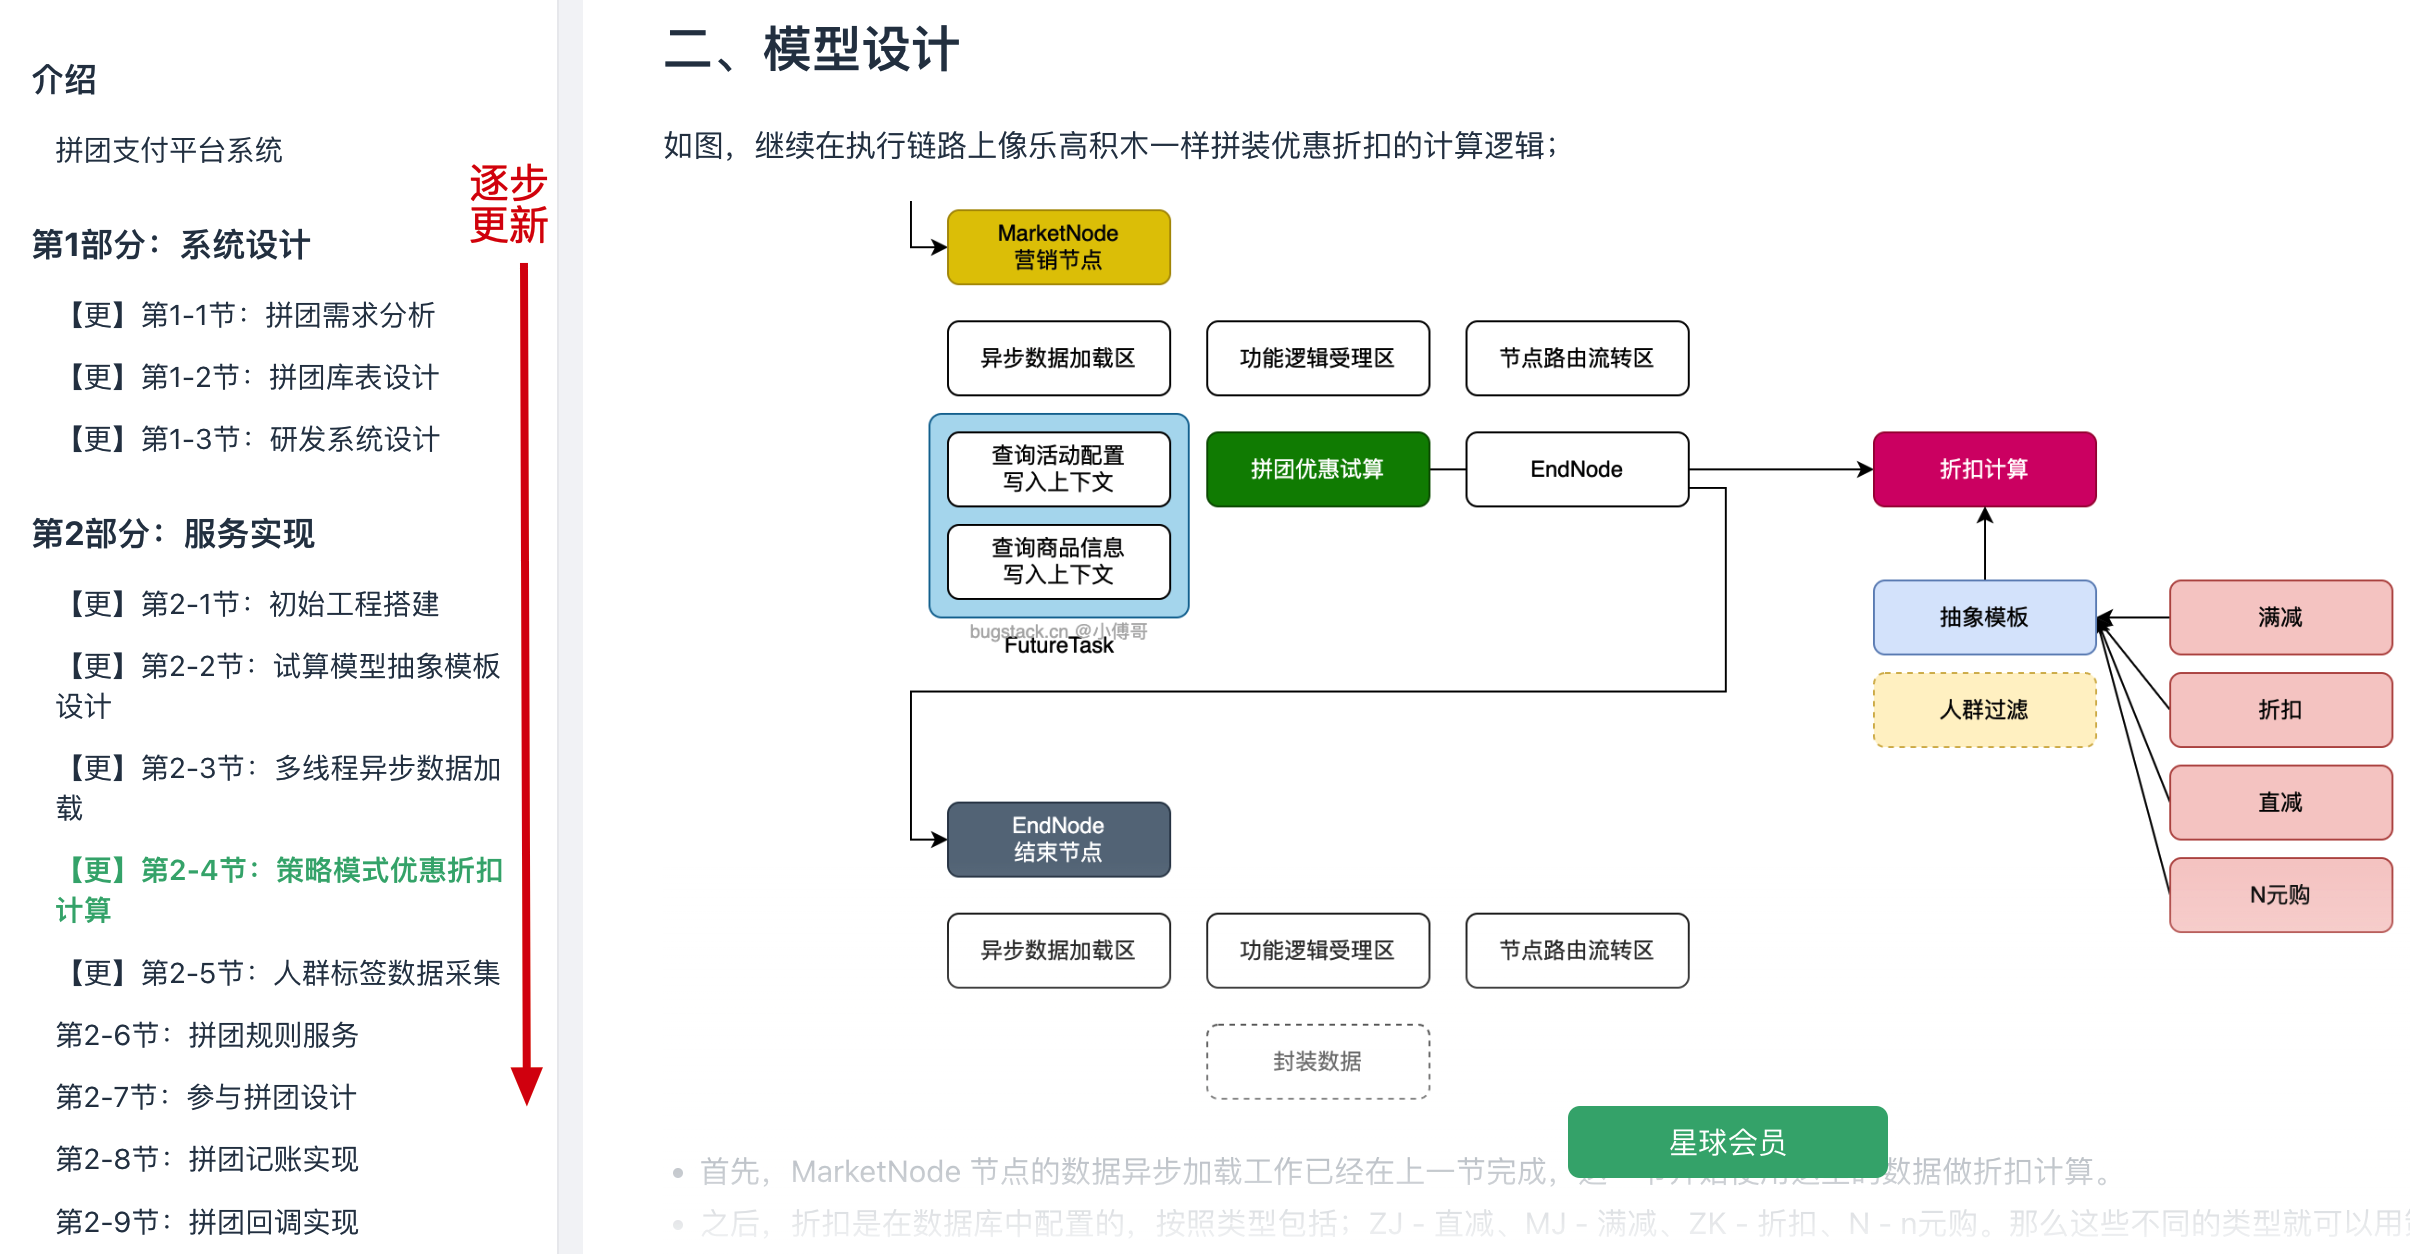 介绍
拼团支付平台系统
逐步
更新
第1部分：系统设计
【更】第1-1节：拼团需求分析
【更】第1-2节：拼团库表设计
【更】第1-3节：研发系统设计
第2部分：服务实现
【更】第2-1节：初始工程搭建
【更】第2-2节：试算模型抽象模板
设计
【更】第2-3节：多线程异步数据加
载
【更】第2-4节：策略模式优惠折扣
计算
【更】第2-5节：人群标签数据采集
第2-6节：拼团规则服务
第2-7节：参与拼团设计
第2-8节：拼团记账实现
第2-9节：拼团回调实现
二、模型设计
如图，继续在执行链路上像乐高积木一样拼装优惠折扣的计算逻辑；
MarketNode
营销节点
异步数据加载区
功能逻辑受理区
节点路由流转区
查询活动配置
写入上下文
拼团优惠试算
EndNode
折扣计算
查询商品信息
写入上下文
bugstack.cn @小傅哥
FutureTask
抽象模板
满减
人群过滤
折扣
直减
N元购
EndNode
结束节点
异步数据加载区
功能逻辑受理区
节点路由流转区
封装数据
星球会员
首先，MarketNode 节点的数据异步加载工作已经在上一节完成，
数据做折扣计算。
之后，折扣是在数据库中配置的，按照类型包括；ZJ - 直减、MJ - 满减、ZK - 折扣、N - n元购。那么这些不同的类型就可以用